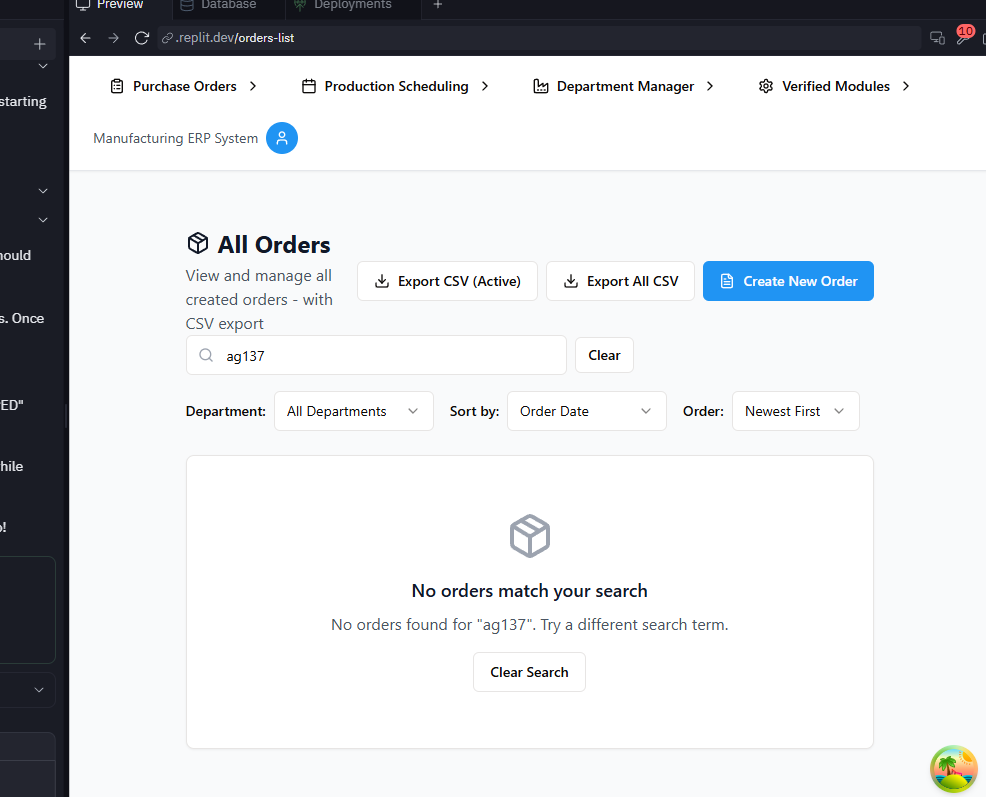 Preview
Database
Deployments
.replit.dev/orders-list
10
starting
Purchase Orders
Production Scheduling
Department Manager
Verified Modules
Manufacturing ERP System
s. Once
All Orders
View and manage all
created orders - with
CSV export
Export CSV (Active)
Export All CSV
Create New Order
ag137
Clear
Department:
All Departments
Sort by:
Order Date
Order:
Newest First
No orders match your search
No orders found for "ag137". Try a different search term.
Clear Search